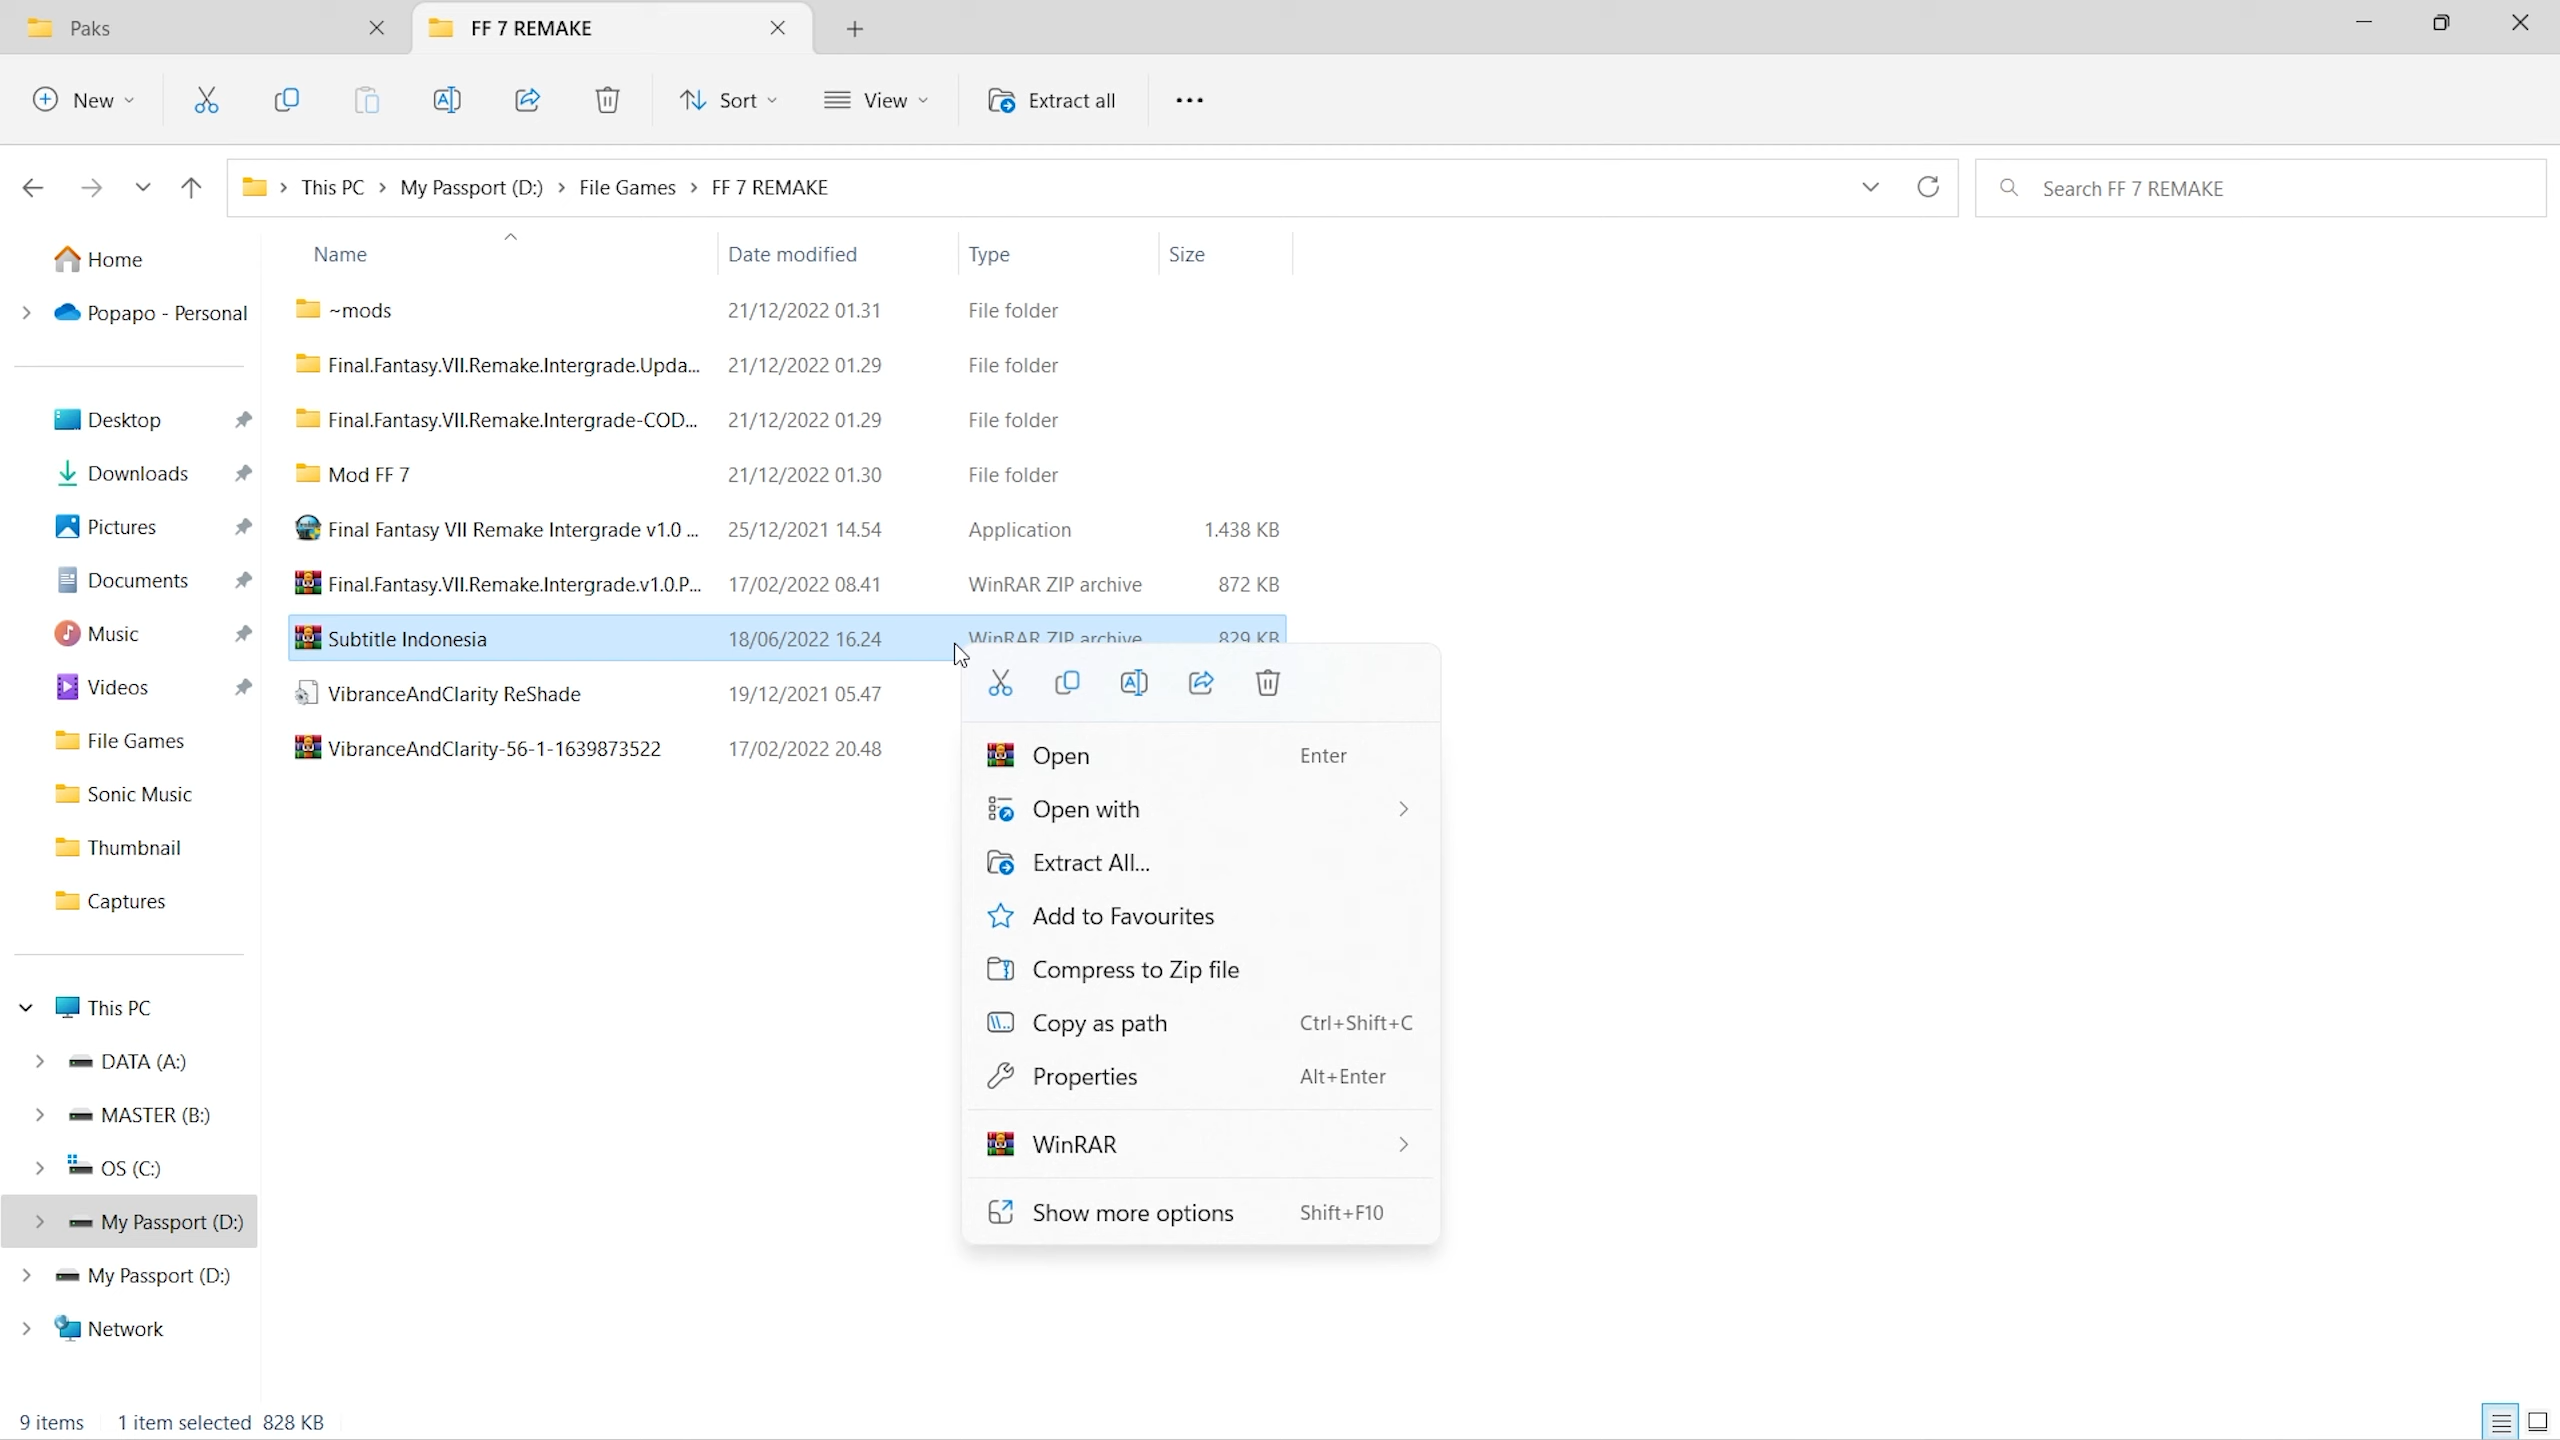 Paks
FF 7 REMAKE
New
Sort
View
Extract all
This PC > My Passport (D:) > File Games > FF 7 REMAKE
Search FF 7 REMAKE
Name Date modified Type Size
~mods 21/12/2022 01.31 File folder
Final.Fantasy.VII.Remake.Intergrade.Upda... 21/12/2022 01.29 File folder
Final.Fantasy.VII.Remake.Intergrade-COD... 21/12/2022 01.29 File folder
Mod FF 7 21/12/2022 01.30 File folder
Final Fantasy VII Remake Intergrade v1.0 ... 25/12/2021 14.54 Application 1.438 KB
Final.Fantasy.VII.Remake.Intergrade.v1.0.P... 17/02/2022 08.41 WinRAR ZIP archive 872 KB
Subtitle Indonesia 18/06/2022 16.24 WinRAR ZIP archive 829 KB
VibranceAndClarity ReShade 19/12/2021 05.47
VibranceAndClarity-56-1-1639873522 17/02/2022 20.48
Home
Popapo - Personal
Desktop
Downloads
Pictures
Documents
Music
Videos
File Games
Sonic Music
Thumbnail
Captures
This PC
DATA (A:)
MASTER (B:)
OS (C:)
My Passport (D:)
My Passport (D:)
Network
Open Enter
Open with
Extract All...
Add to Favourites
Compress to Zip file
Copy as path Ctrl+Shift+C
Properties Alt+Enter
WinRAR
Show more options Shift+F10
9 items 1 item selected 828 KB